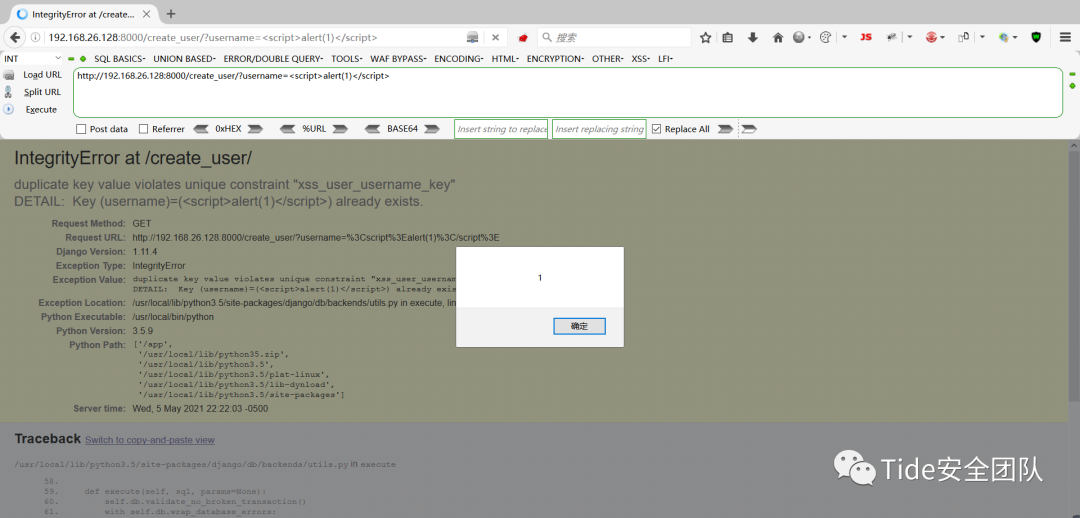 IntegrityError at /create...
192.168.26.128:8000/create_user/?username=<script>alert(1)</script>
搜索
JS
INT
SQL BASICS- UNION BASED- ERROR/DOUBLE QUERY- TOOLS- WAF BYPASS- ENCODING- HTML- ENCRYPTION- OTHER- XSS- LFI-
Load URL
Split URL
Execute
http://192.168.26.128:8000/create_user/?username=<script>alert(1)</script>
Post data Referrer 0xHEX %URL BASE64 Insert string to replace Insert replacing string Replace All
IntegrityError at /create_user/
duplicate key value violates unique constraint "xss_user_username_key"
DETAIL: Key (username)=(<script>alert(1)</script>) already exists.
Request Method: GET
Request URL: http://192.168.26.128:8000/create_user/?username=%3Cscript%3Ealert(1)%3C/script%3E
Django Version: 1.11.4
Exception Type: IntegrityError
Exception Value: duplicate key value violates unique constraint "xss_user_usernam
DETAIL: Key (username)=(<script>alert(1)</script>) already exis
Exception Location: /usr/local/lib/python3.5/site-packages/django/db/backends/utils.py in execute, lin
Python Executable: /usr/local/bin/python
Python Version: 3.5.9
Python Path: ['/app',
'/usr/local/lib/python35.zip',
'/usr/local/lib/python3.5',
'/usr/local/lib/python3.5/plat-linux',
'/usr/local/lib/python3.5/lib-dynload',
'/usr/local/lib/python3.5/site-packages']
Server time: Wed, 5 May 2021 22:22:03 -0500
1
确定
Traceback Switch to copy-and-paste view
/usr/local/lib/python3.5/site-packages/django/db/backends/utils.py in execute
58.
59. def execute(self, sql, params=None):
60. self.db.validate_no_broken_transaction()
61. with self.db.wrap_database_errors:
Tide安全团队